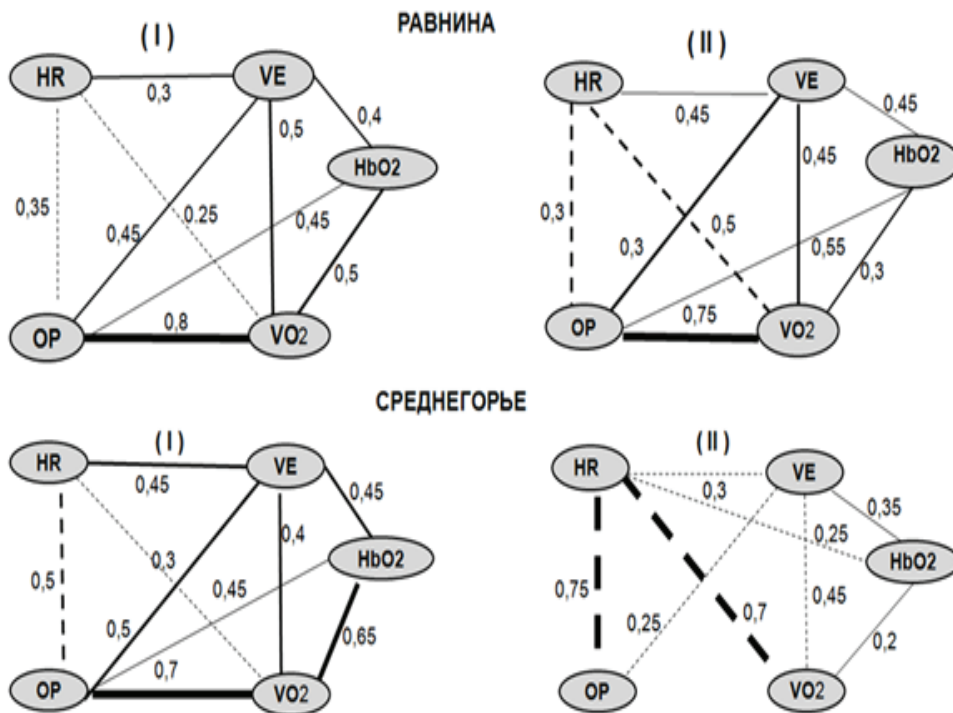 РАВНИНА
( I )
HR
VE
0,3
0,5
0,4
HbO2
0,35
0,25
0,45
0,45
0,5
OP
0,8
VO2
( II )
HR
VE
0,45
0,45
0,45
HbO2
0,3
0,5
0,3
0,55
0,3
OP
0,75
VO2
СРЕДНЕГОРЬЕ
( I )
HR
VE
0,45
0,45
0,4
HbO2
0,3
0,5
0,45
0,5
0,65
0,7
OP
VO2
( II )
HR
VE
0,3
0,35
0,25
HbO2
0,75
0,7
0,45
0,25
0,2
OP
VO2